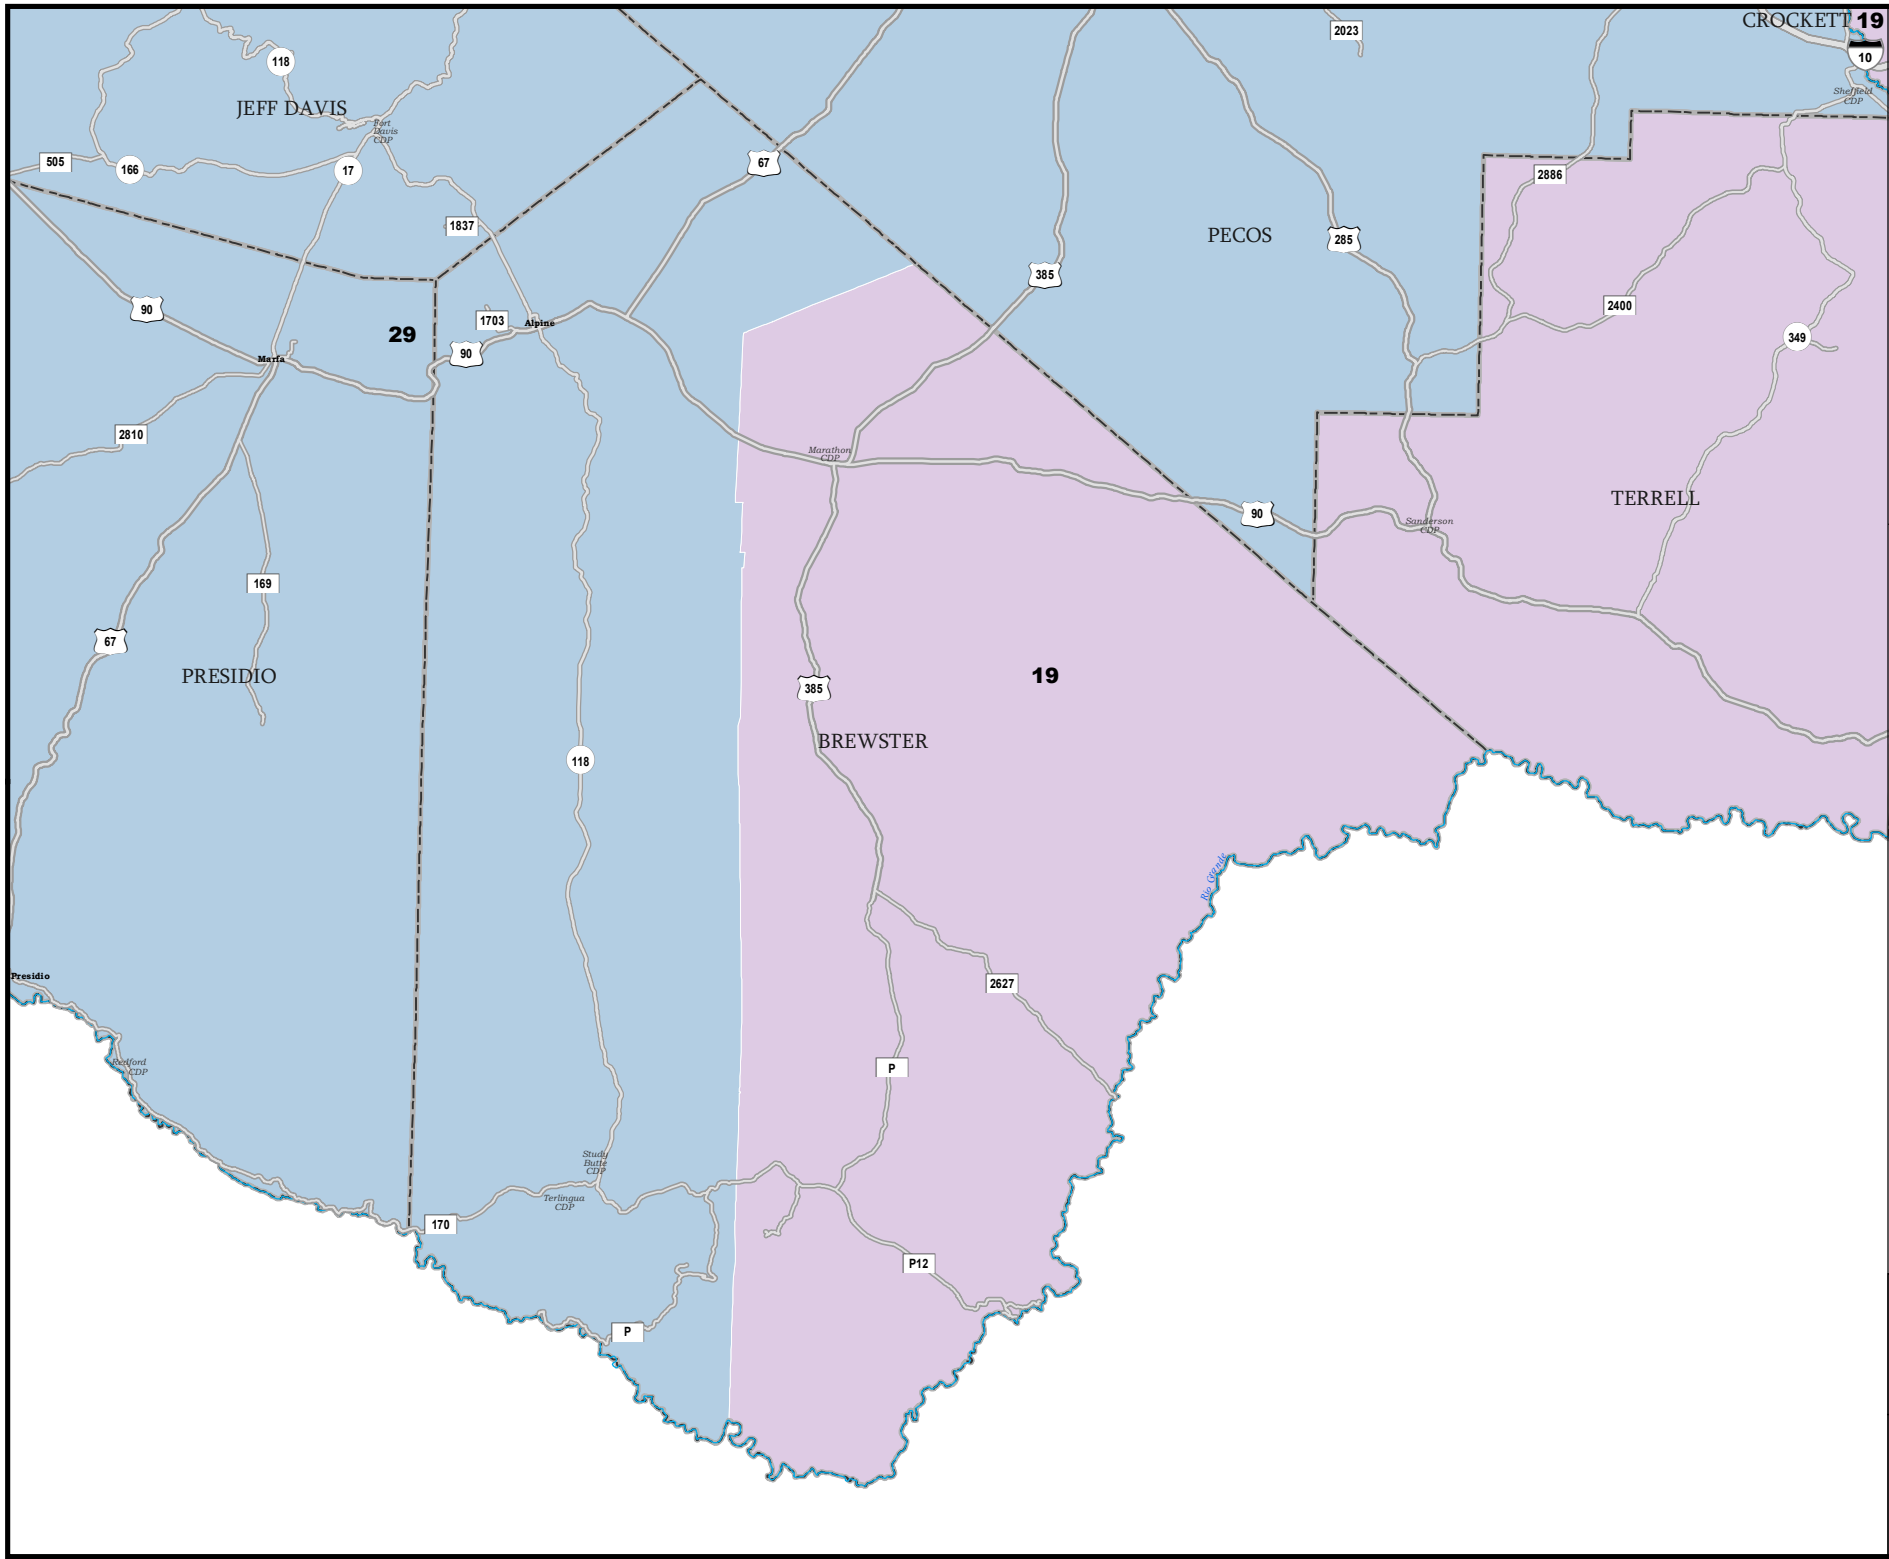 CROCKETT 19
2023
10
118
Sheffield
CDP
JEFF DAVIS
Fort
Davis
CDP
505
166
17
67
2886
1837
PECOS
285
385
90
2400
1703
Alpine
29
349
90
Marfa
2810
Marathon
CDP
TERRELL
90
Sanderson
CDP
169
67
PRESIDIO
19
385
BREWSTER
118
Rio Grande
Presidio
2627
Redford
CDP
P
Study
Butte
CDP
Terlingua
CDP
170
P12
P